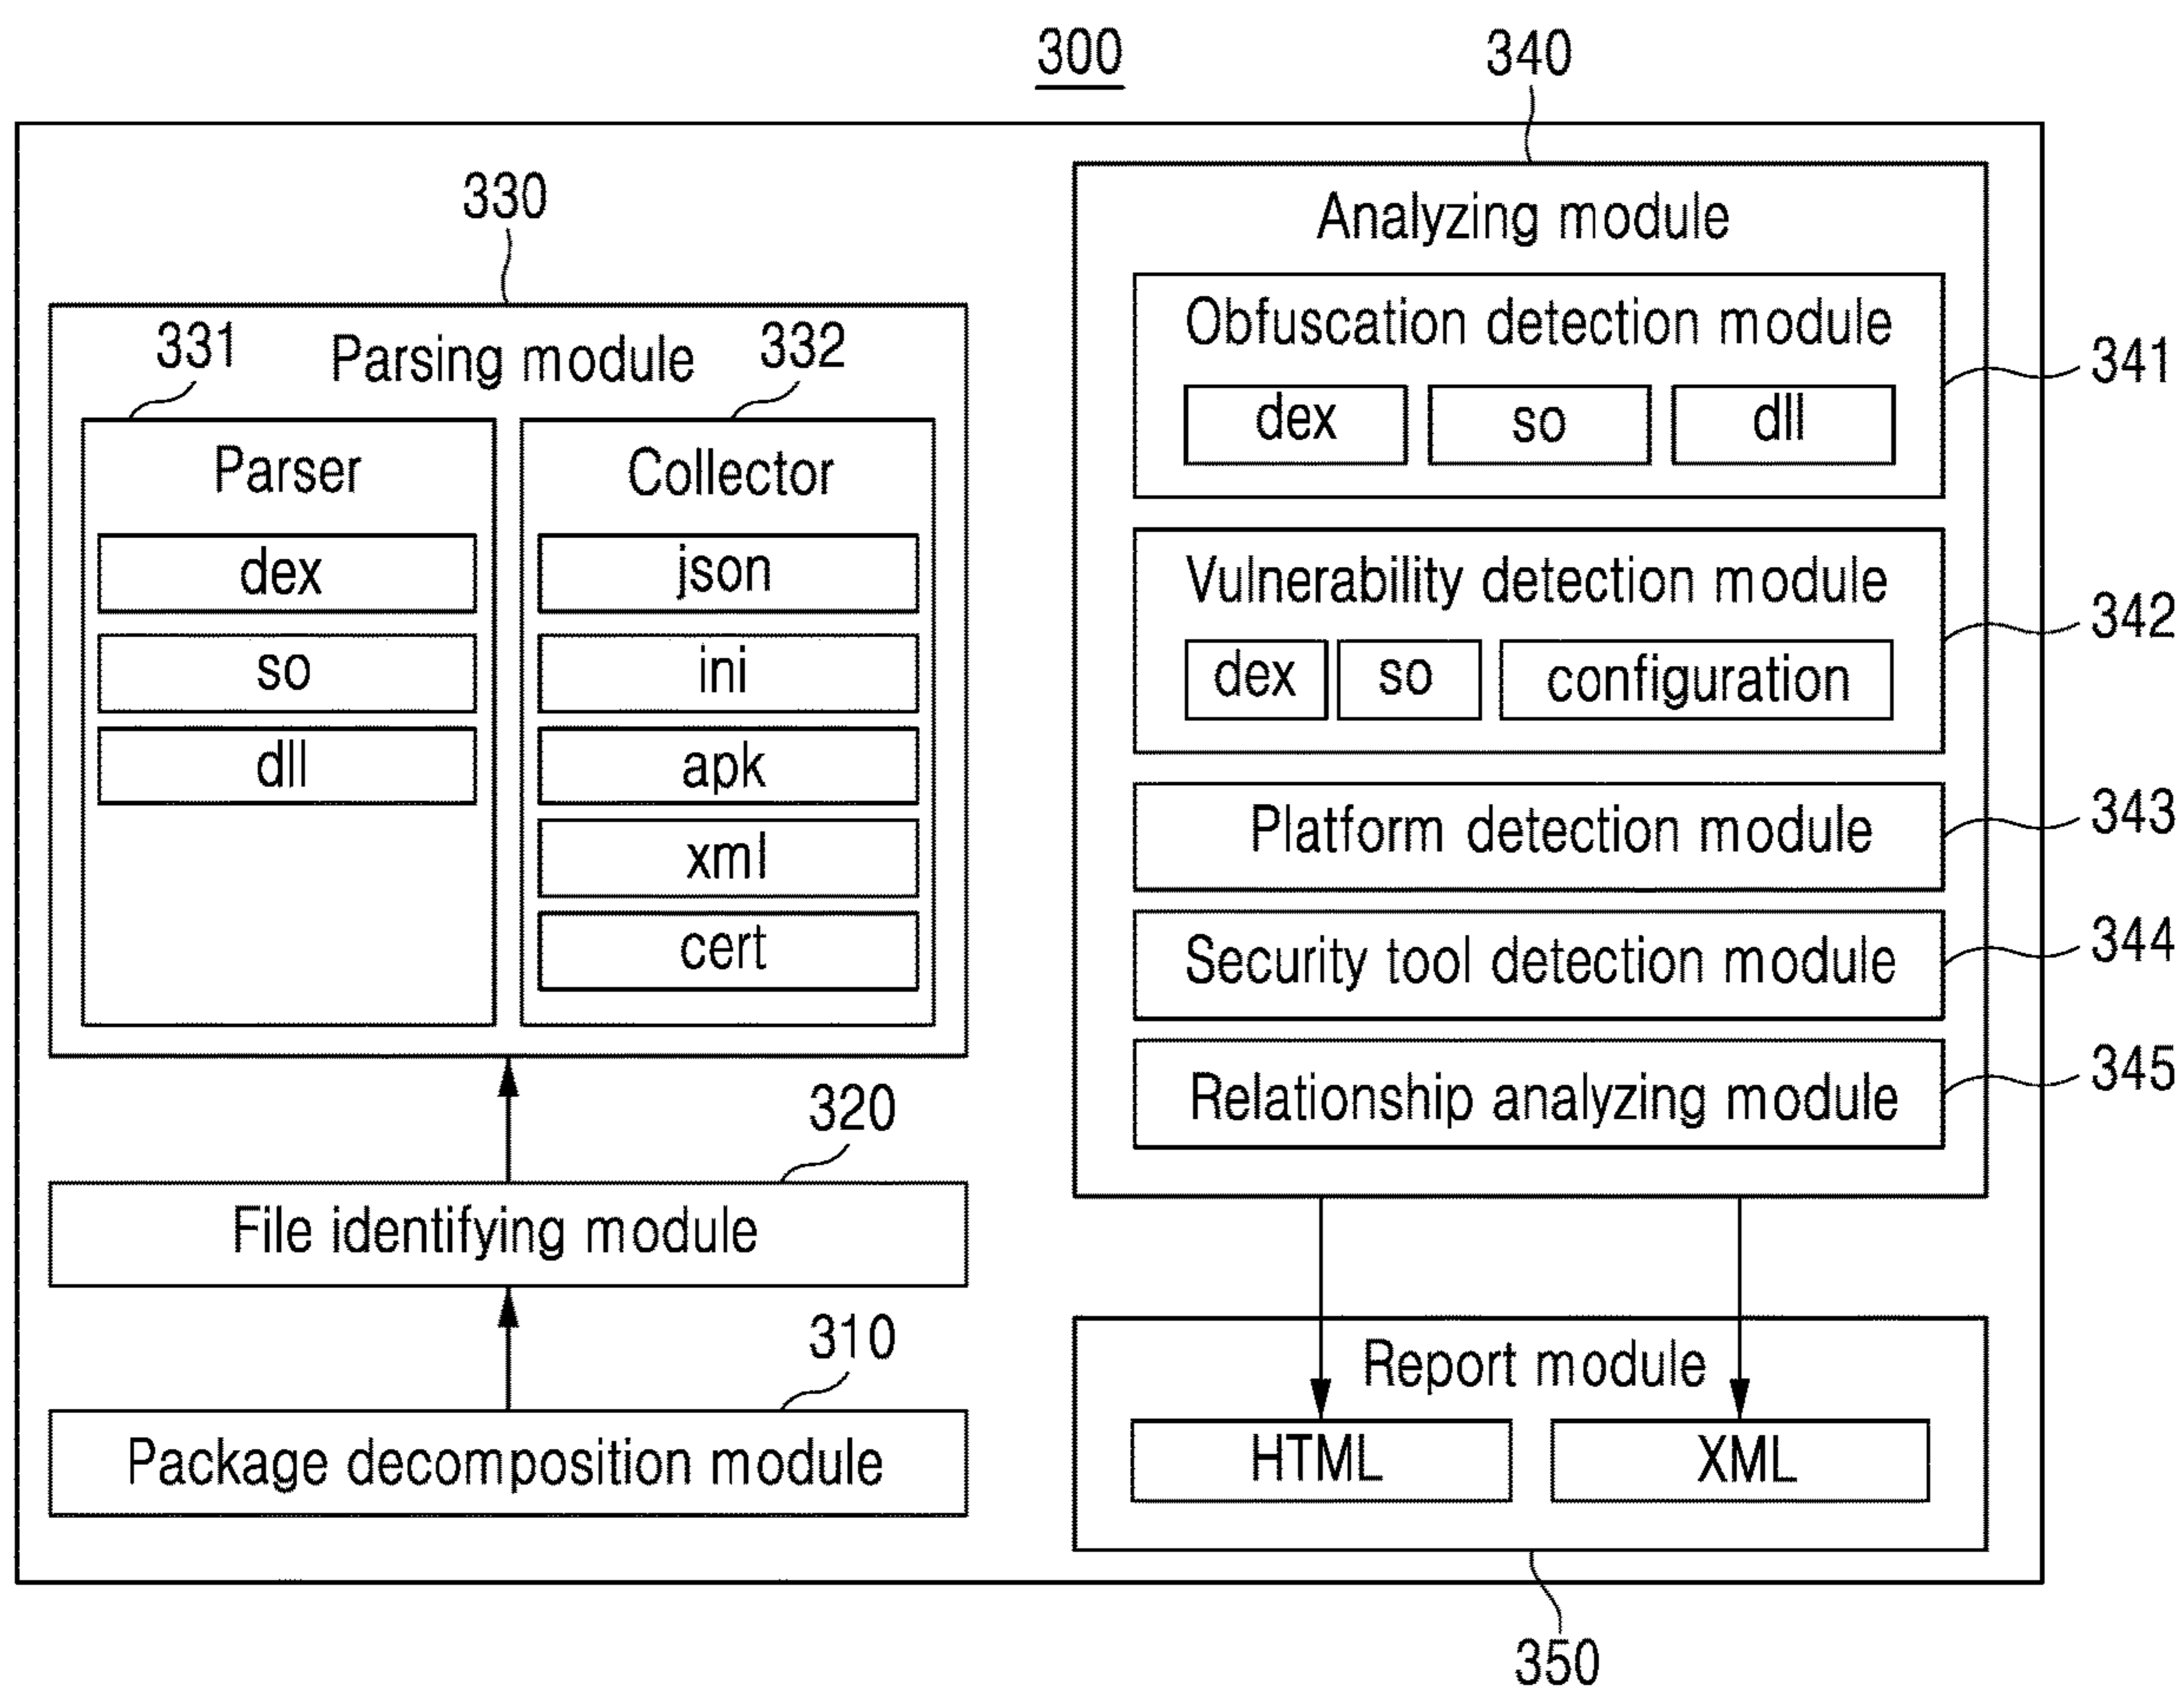 300
330
Parsing module
331
332
Parser
dex
so
dll
Collector
json
ini
apk
xml
cert
320
File identifying module
310
Package decomposition module
340
Analyzing module
Obfuscation detection module
dex so dll
341
Vulnerability detection module
dex so configuration
342
Platform detection module
343
Security tool detection module
344
Relationship analyzing module
345
Report module
HTML XML
350